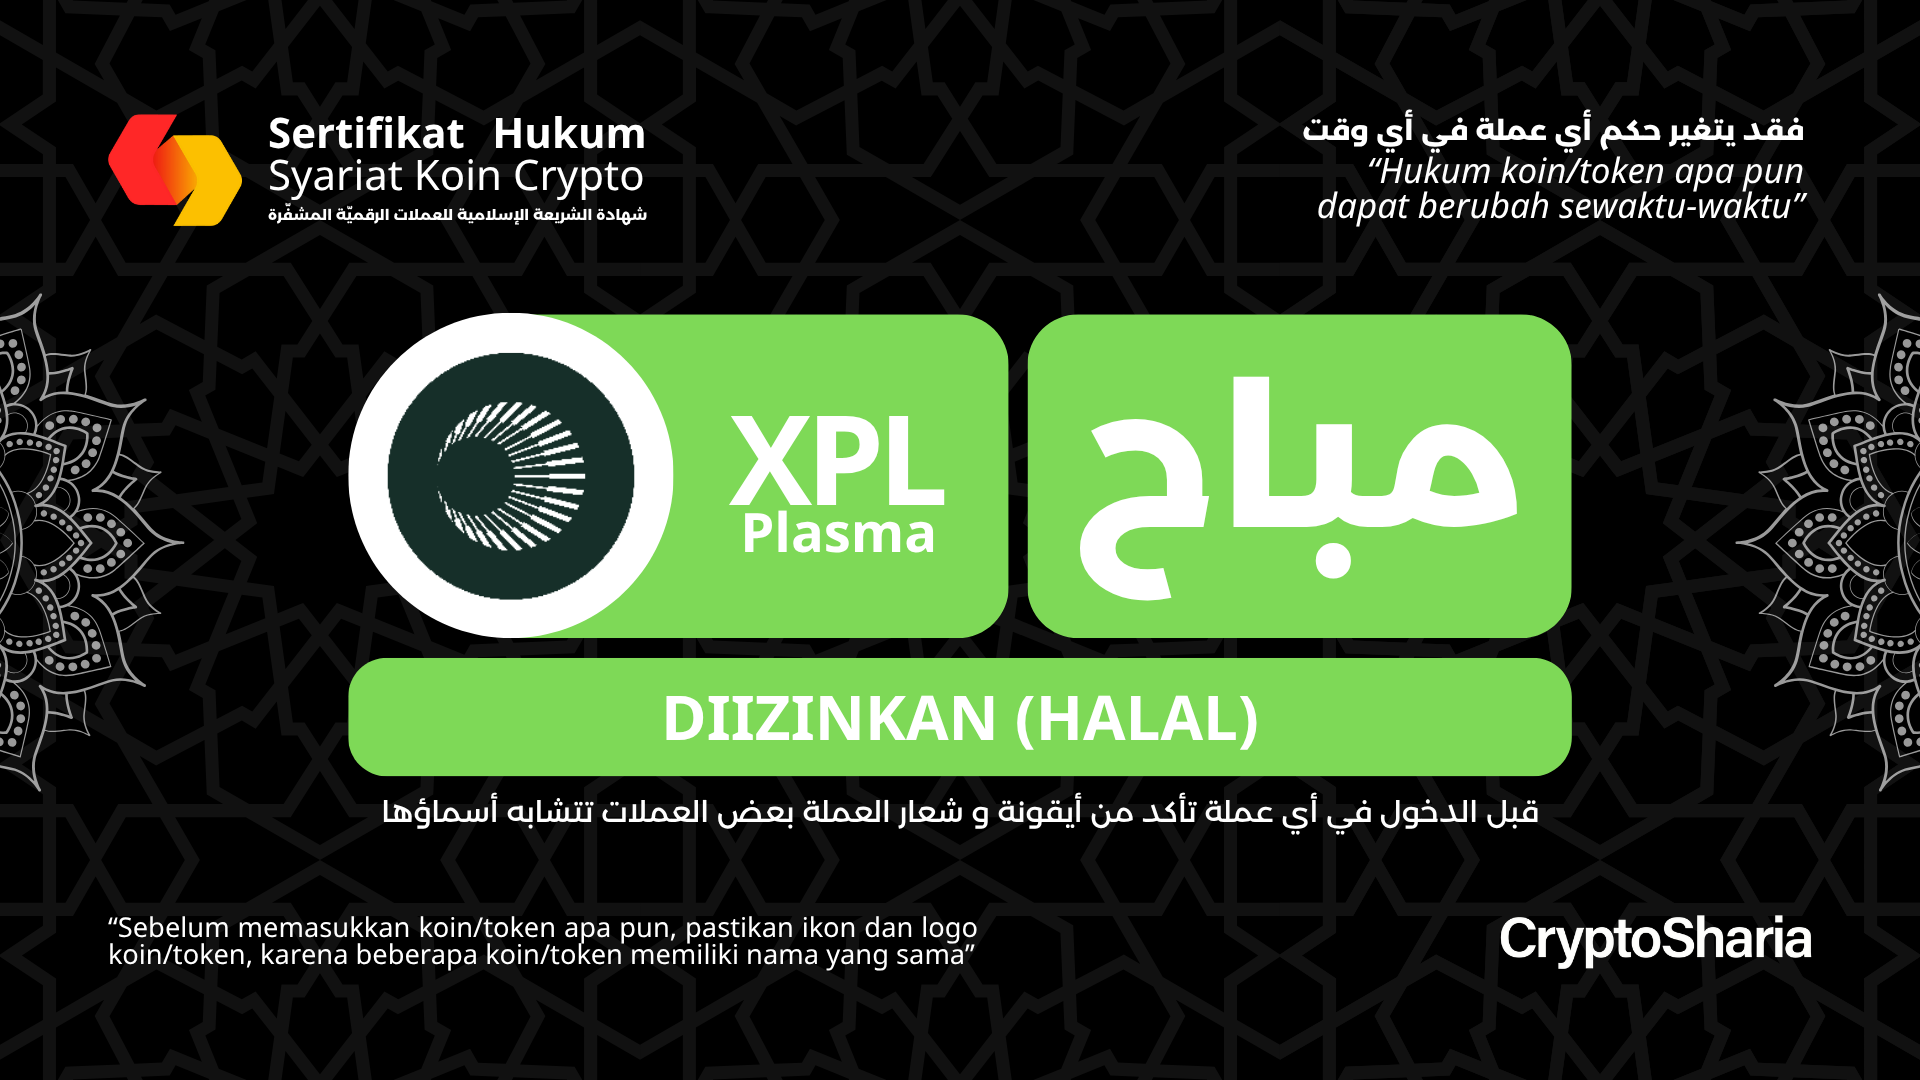 Sertifikat Hukum
Syariat Koin Crypto
شهادة الشريعة الإسلامية للعملات الرقميّة المشفّرة
فقد يتغير حكم أي عملة في أي وقت
“Hukum koin/token apa pun
dapat berubah sewaktu-waktu”
XPL
Plasma
مباح
DIIZINKAN (HALAL)
قبل الدخول في أي عملة تأكد من أيقونة و شعار العملة بعض العملات تتشابه أسماؤها
“Sebelum memasukkan koin/token apa pun, pastikan ikon dan logo
koin/token, karena beberapa koin/token memiliki nama yang sama”
CryptoSharia